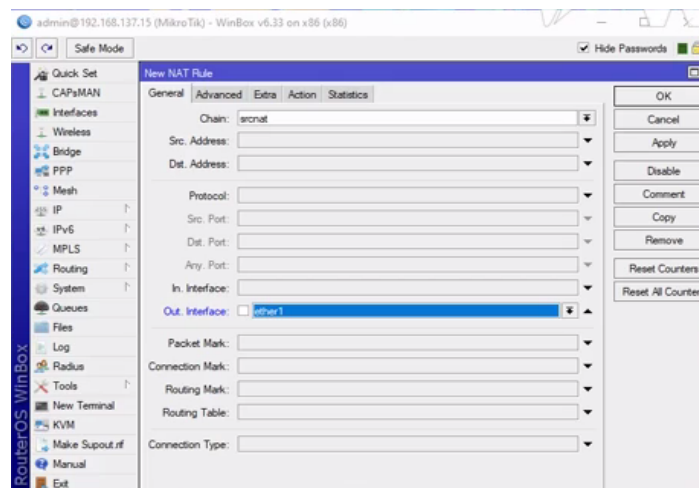 admin@192.168.137.15 (MikroTik) - WinBox v6.33 on x86 (x86)
Safe Mode
Hide Passwords
Quick Set
CAPsMAN
Interfaces
Wireless
Bridge
PPP
Mesh
IP
IPv6
MPLS
Routing
System
Queues
Files
Log
Radius
Tools
New Terminal
KVM
Make Supout.rif
Manual
Exit
RouterOS WinBox
New NAT Rule
General Advanced Extra Action Statistics
Chain: srcnat
Src. Address:
Dst. Address:
Protocol:
Src. Port:
Dst. Port:
Any. Port:
In. Interface:
Out. Interface: ether1
Packet Mark:
Connection Mark:
Routing Mark:
Routing Table:
Connection Type:
OK
Cancel
Apply
Disable
Comment
Copy
Remove
Reset Counters
Reset All Counter